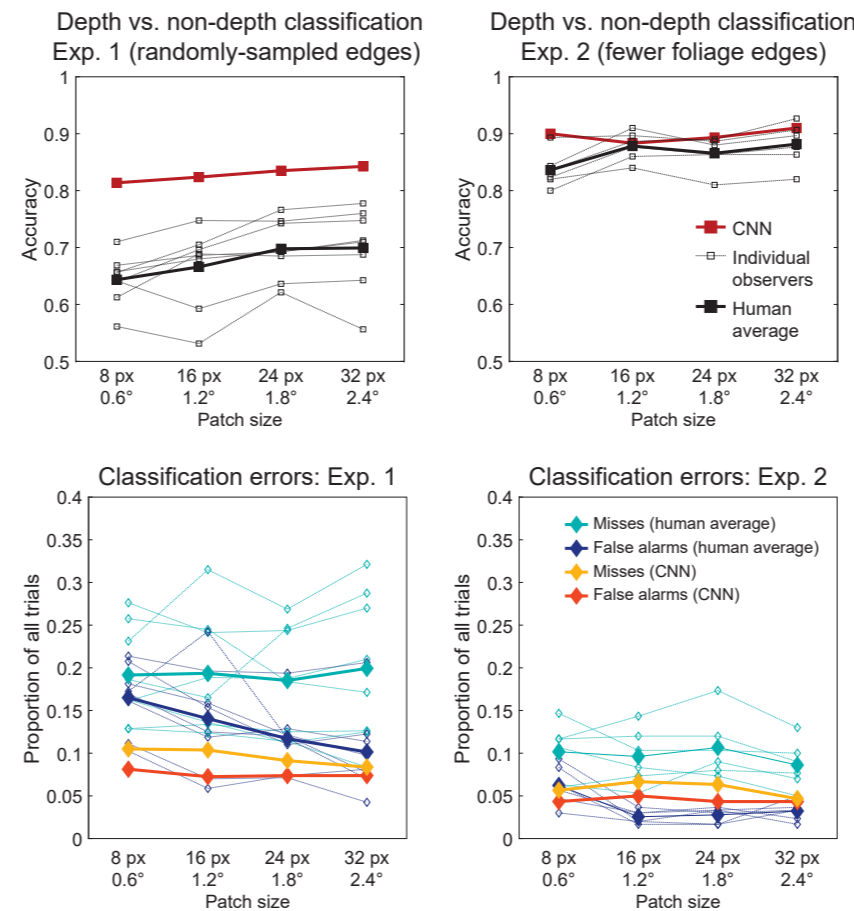 Depth vs. non-depth classification
Exp. 1 (randomly-sampled edges)
1
0.9
0.8
0.7
0.6
0.5
Accuracy
8 px 16 px 24 px 32 px
0.6° 1.2° 1.8° 2.4°
Patch size
Depth vs. non-depth classification
Exp. 2 (fewer foliage edges)
1
0.9
0.8
0.7
0.6
0.5
Accuracy
CNN
Individual
observers
Human
average
8 px 16 px 24 px 32 px
0.6° 1.2° 1.8° 2.4°
Patch size
Classification errors: Exp. 1
0.4
0.35
0.3
0.25
0.2
0.15
0.1
0.05
0
Proportion of all trials
8 px 16 px 24 px 32 px
0.6° 1.2° 1.8° 2.4°
Patch size
Classification errors: Exp. 2
0.4
0.35
0.3
0.25
0.2
0.15
0.1
0.05
0
Proportion of all trials
Misses (human average)
False alarms (human average)
Misses (CNN)
False alarms (CNN)
8 px 16 px 24 px 32 px
0.6° 1.2° 1.8° 2.4°
Patch size